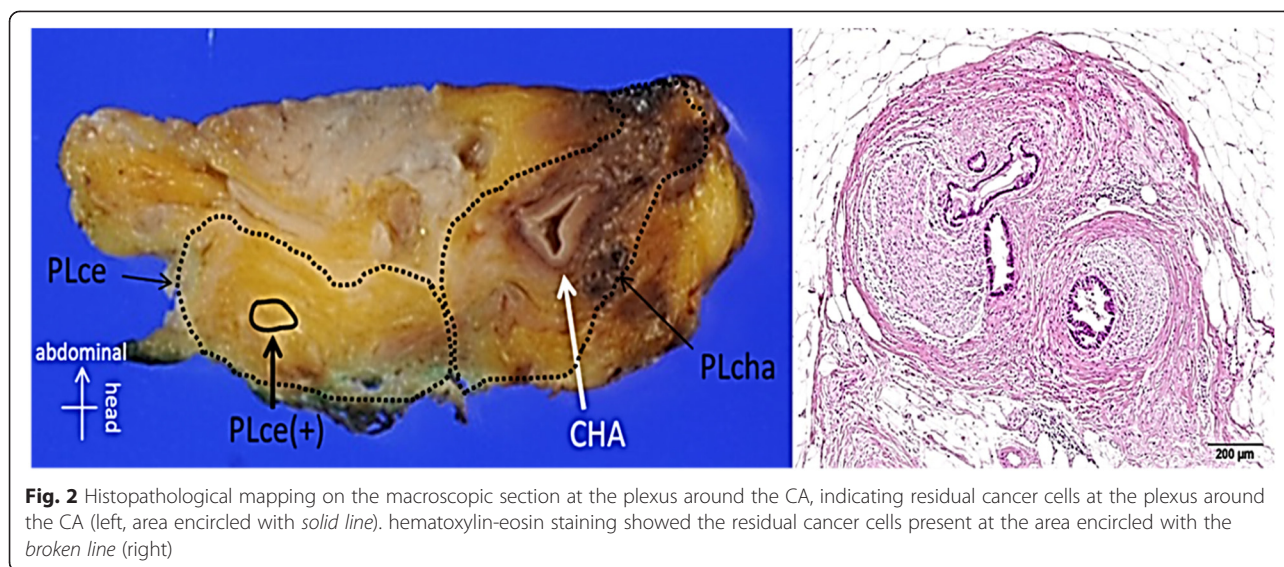 PLce
abdominal
head
PLce(+)
CHA
PLcha
200 µm
Fig. 2 Histopathological mapping on the macroscopic section at the plexus around the CA, indicating residual cancer cells at the plexus around
the CA (left, area encircled with solid line). hematoxylin-eosin staining showed the residual cancer cells present at the area encircled with the
broken line (right)